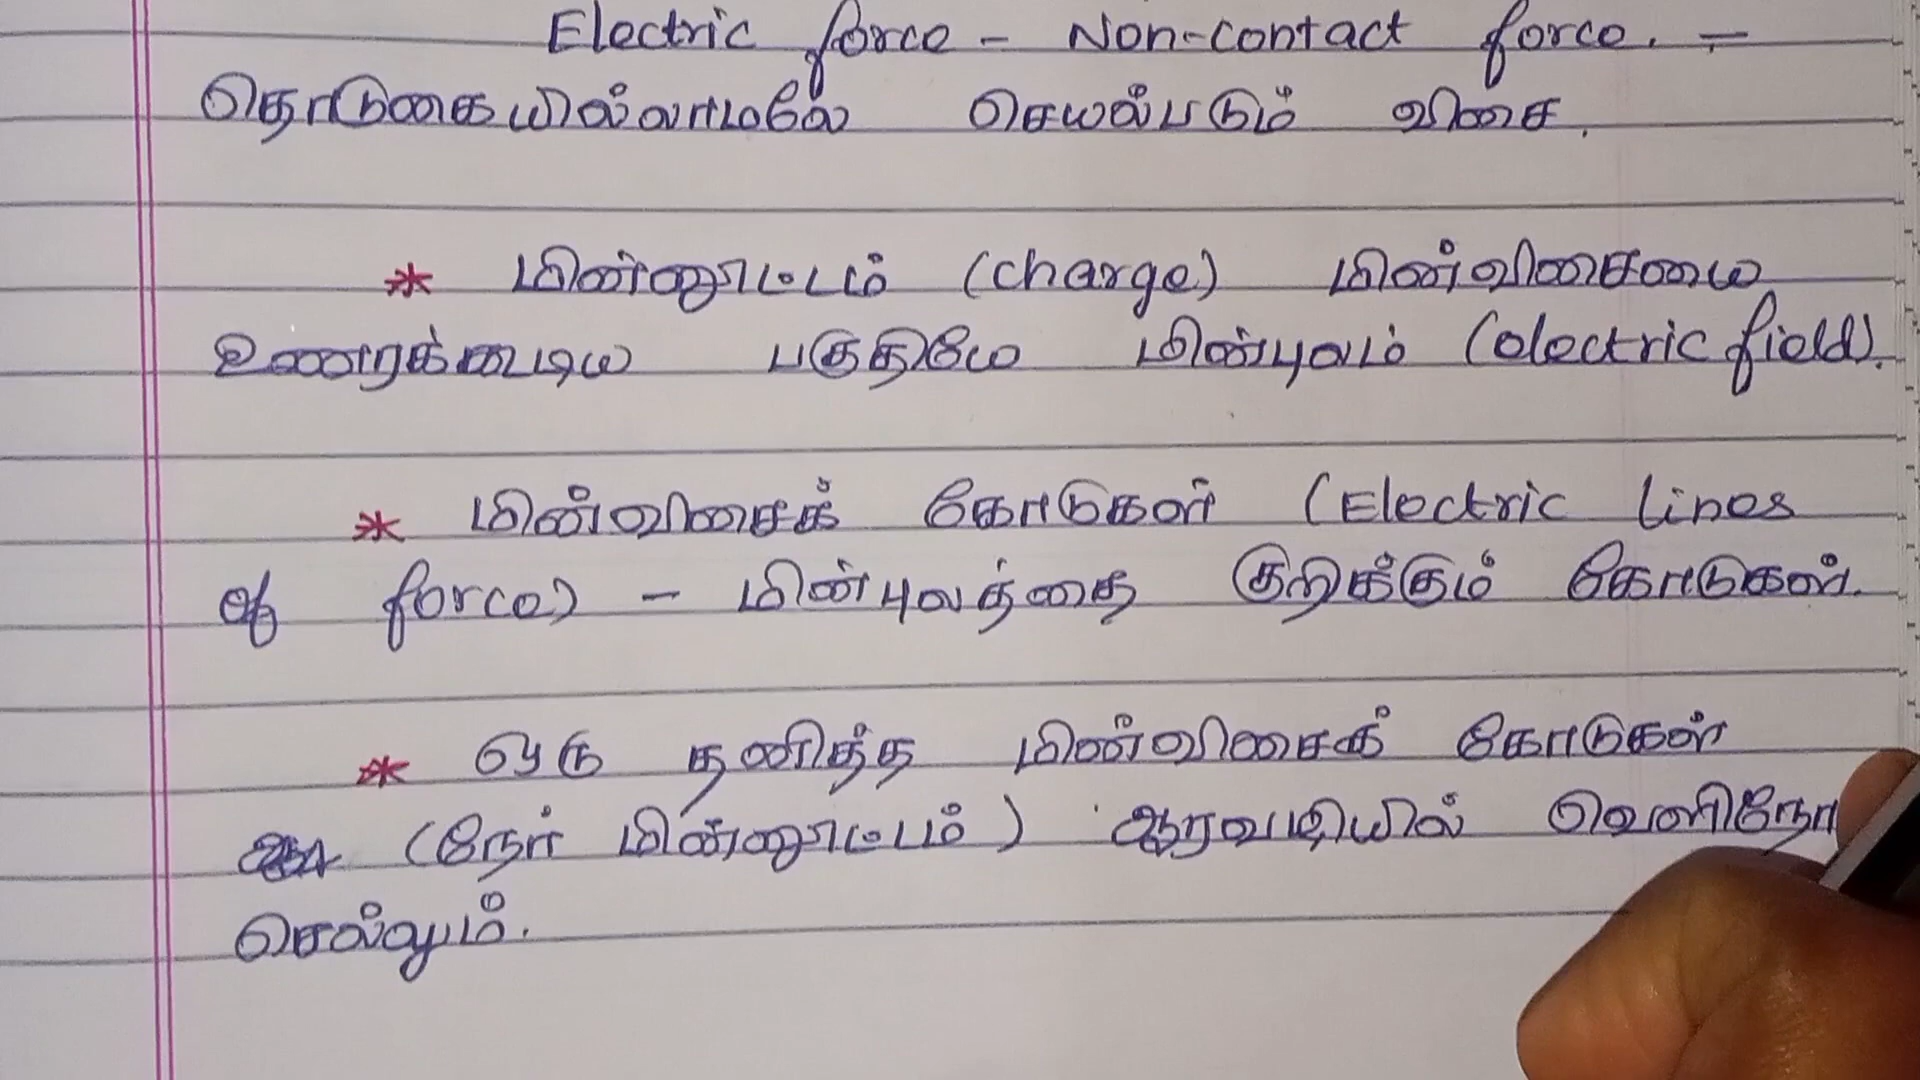 Electric force - Non-contact force. -
தொடுகையில்லாமலே செயல்படும் விசை.
* மின்னூட்டம் (charge) மின்விசையை
உணரக்கூடிய பகுதியே மின்புலம் (electric field).
* மின்விசைக் கோடுகள் (Electric lines
of force) - மின்புலத்தை குறிக்கும் கோடுகள்.
* ஒரு தனித்த மின்விசைக் கோடுகள்
(நேர் மின்னூட்டம்) ஆரவழியில் வெளிநோ
செல்லும்.